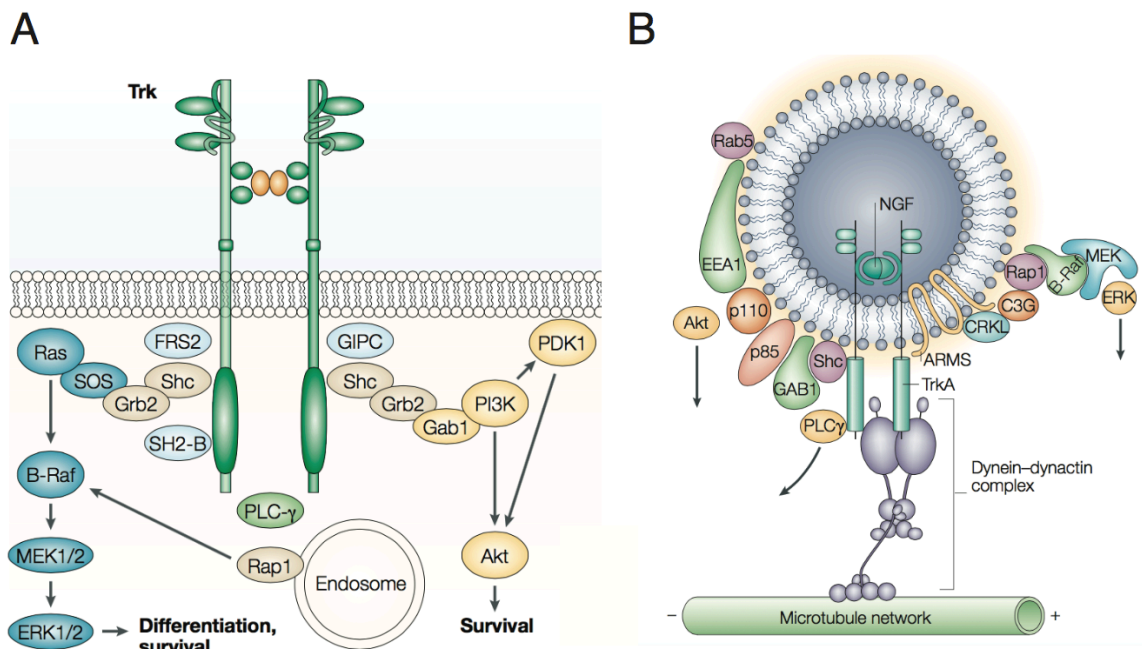 A
Trk
FRS2
GIPC
PDK1
Ras
SOS
Shc
Grb2
SH2-B
Shc
Grb2
Gab1
PI3K
B-Raf
PLC-γ
MEK1/2
Rap1
Endosome
Akt
ERK1/2
Differentiation,
survival
Survival
B
Rab5
NGF
EEA1
MEK
B-Raf
Rap1
ERK
C3G
CRKL
Akt
p110
p85
GAB1
Shc
ARMS
TrkA
PLCγ
Dynein–dynactin
complex
- Microtubule network +